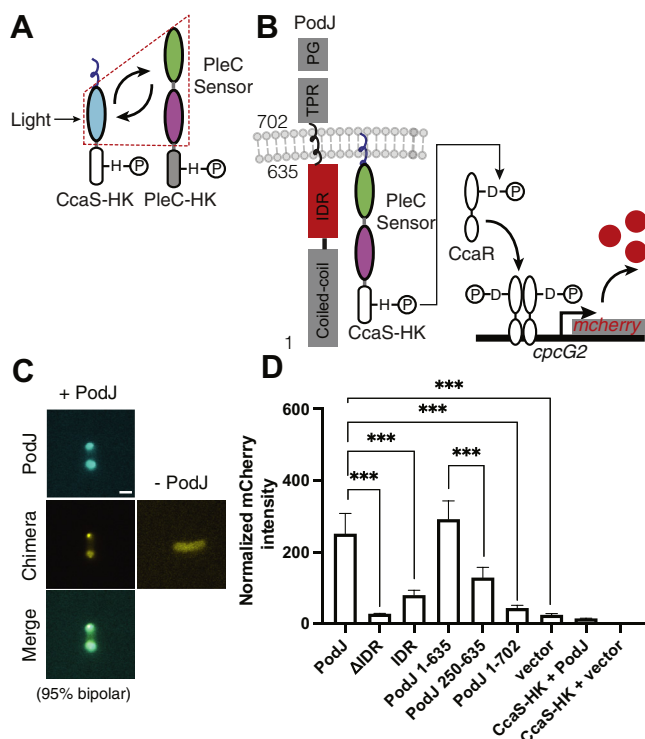 A
PleC
Sensor
Light
H
P
H
P
CcaS-HK PleC-HK
B
PodJ
PG
TPR
702
635
IDR
Coiled-coil
1
PleC
Sensor
H
P
CcaS-HK
D
P
CcaR
P
D
D
P
mcherry
cpcG2
C
+ PodJ
PodJ
- PodJ
Chimera
Merge
(95% bipolar)
D
Normalized mCherry
intensity
600
400
200
0
***
***
***
***
***
PodJ
ΔIDR
IDR
PodJ 1-635
PodJ 250-635
PodJ 1-702
vector
CcaS-HK + PodJ
CcaS-HK + vector